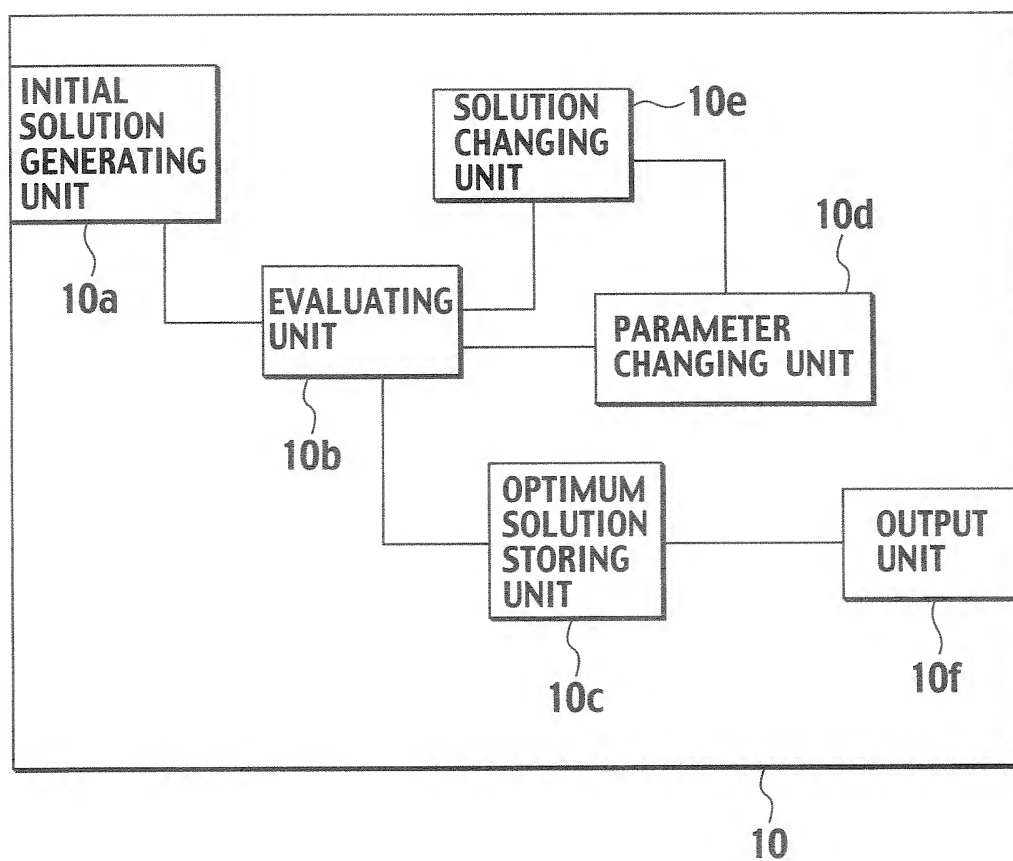 INITIAL
SOLUTION
GENERATING
UNIT
10a
SOLUTION
CHANGING
UNIT
10e
10d
EVALUATING
UNIT
10b
PARAMETER
CHANGING UNIT
OPTIMUM
SOLUTION
STORING
UNIT
10c
OUTPUT
UNIT
10f
10